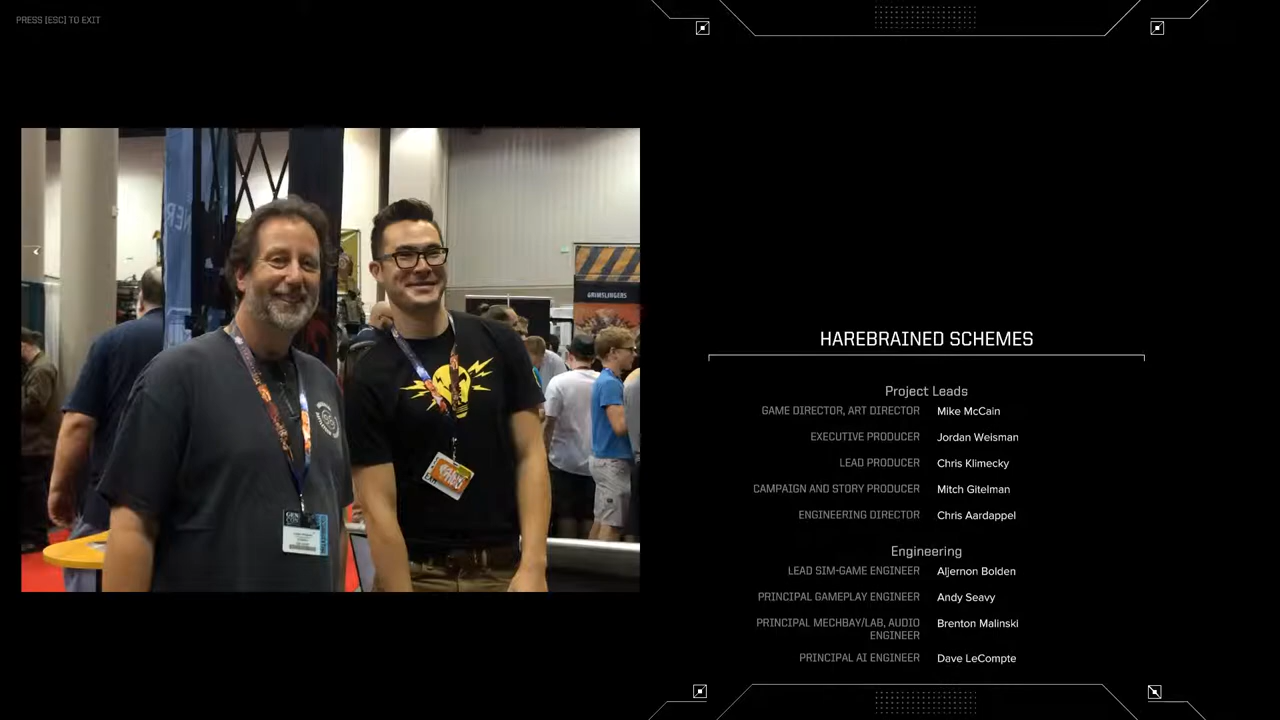 PRESS [ESC] TO EXIT
GRIMSLINGERS
GEN CON
HAREBRAINED SCHEMES
Project Leads
GAME DIRECTOR, ART DIRECTOR Mike McCain
EXECUTIVE PRODUCER Jordan Weisman
LEAD PRODUCER Chris Klimecky
CAMPAIGN AND STORY PRODUCER Mitch Gitelman
ENGINEERING DIRECTOR Chris Aardappel
Engineering
LEAD SIM-GAME ENGINEER Aljernon Bolden
PRINCIPAL GAMEPLAY ENGINEER Andy Seavy
PRINCIPAL MECHBAY/LAB, AUDIO Brenton Malinski
ENGINEER
PRINCIPAL AI ENGINEER Dave LeCompte